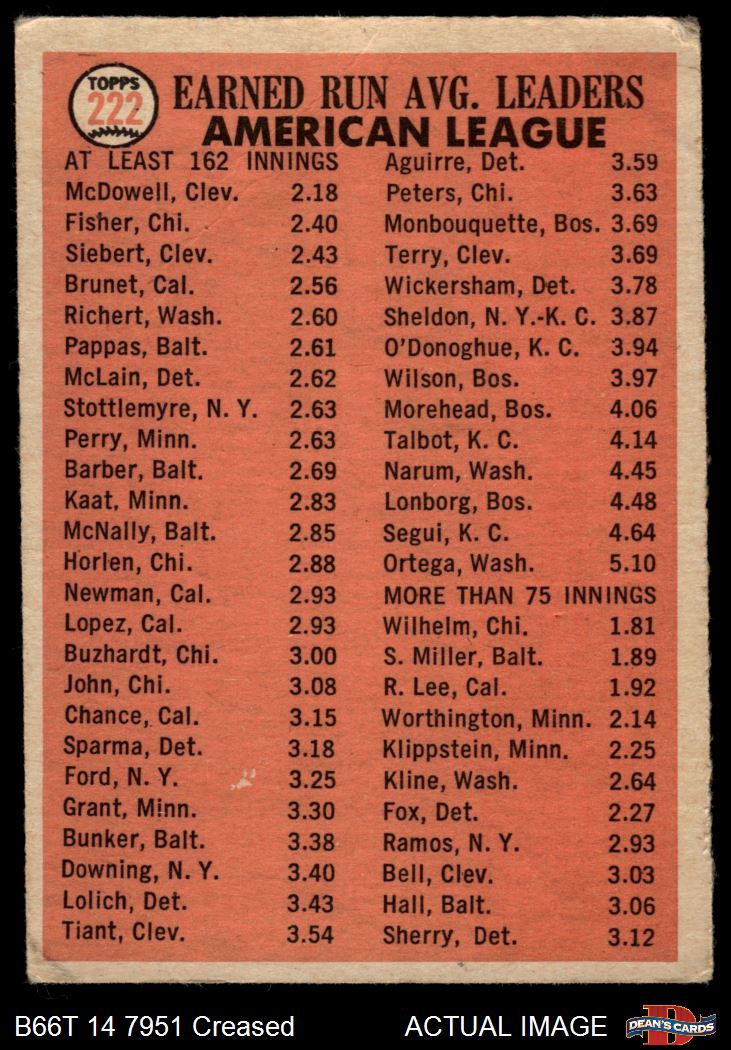 TOPPS
222
EARNED RUN AVG. LEADERS
AMERICAN LEAGUE
AT LEAST 162 INNINGS
McDowell, Clev. 2.18
Fisher, Chi. 2.40
Siebert, Clev. 2.43
Brunet, Cal. 2.56
Richert, Wash. 2.60
Pappas, Balt. 2.61
McLain, Det. 2.62
Stottlemyre, N. Y. 2.63
Perry, Minn. 2.63
Barber, Balt. 2.69
Kaat, Minn. 2.83
McNally, Balt. 2.85
Horlen, Chi. 2.88
Newman, Cal. 2.93
Lopez, Cal. 2.93
Buzhardt, Chi. 3.00
John, Chi. 3.08
Chance, Cal. 3.15
Sparma, Det. 3.18
Ford, N. Y. 3.25
Grant, Minn. 3.30
Bunker, Balt. 3.38
Downing, N. Y. 3.40
Lolich, Det. 3.43
Tiant, Clev. 3.54
Aguirre, Det. 3.59
Peters, Chi. 3.63
Monbouquette, Bos. 3.69
Terry, Clev. 3.69
Wickersham, Det. 3.78
Sheldon, N. Y.-K. C. 3.87
O'Donoghue, K. C. 3.94
Wilson, Bos. 3.97
Morehead, Bos. 4.06
Talbot, K. C. 4.14
Narum, Wash. 4.45
Lonborg, Bos. 4.48
Segui, K. C. 4.64
Ortega, Wash. 5.10
MORE THAN 75 INNINGS
Wilhelm, Chi. 1.81
S. Miller, Balt. 1.89
R. Lee, Cal. 1.92
Worthington, Minn. 2.14
Klippstein, Minn. 2.25
Kline, Wash. 2.64
Fox, Det. 2.27
Ramos, N. Y. 2.93
Bell, Clev. 3.03
Hall, Balt. 3.06
Sherry, Det. 3.12
B66T 14 7951 Creased ACTUAL IMAGE
D
DEAN'S CARDS